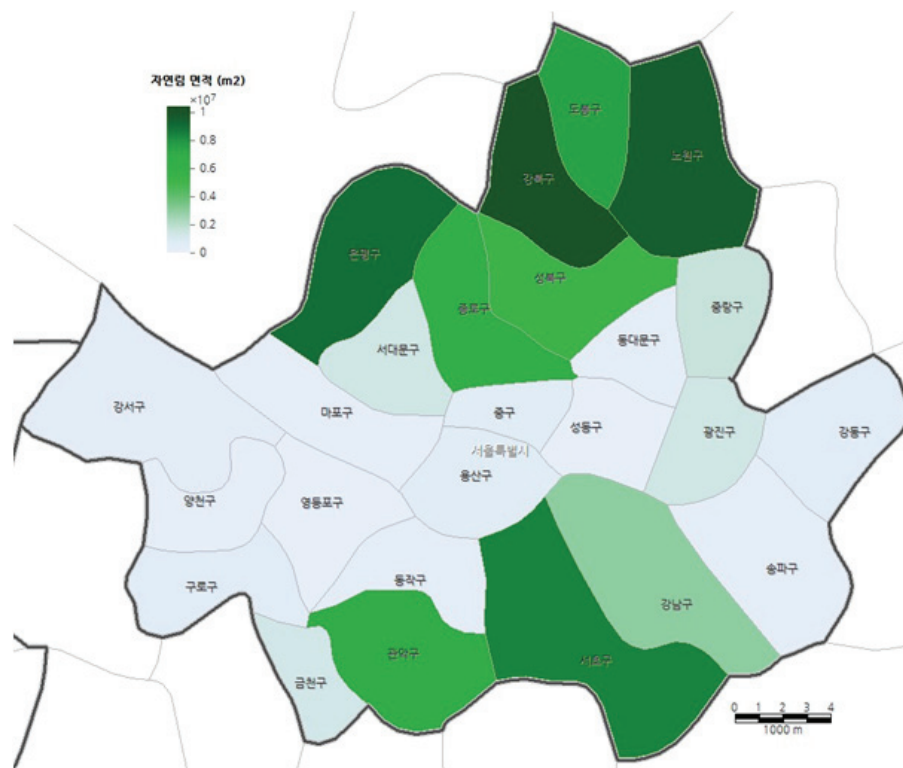 자연림 면적 (m2)
×10⁷
1
0.8
0.6
0.4
0.2
0
도봉구
노원구
강북구
은평구
성북구
종로구
중랑구
서대문구
동대문구
강서구
마포구
중구
성동구
광진구
강동구
서울특별시
용산구
양천구
영등포구
송파구
구로구
동작구
강남구
관악구
서초구
금천구
0 1 2 3 4
1000 m